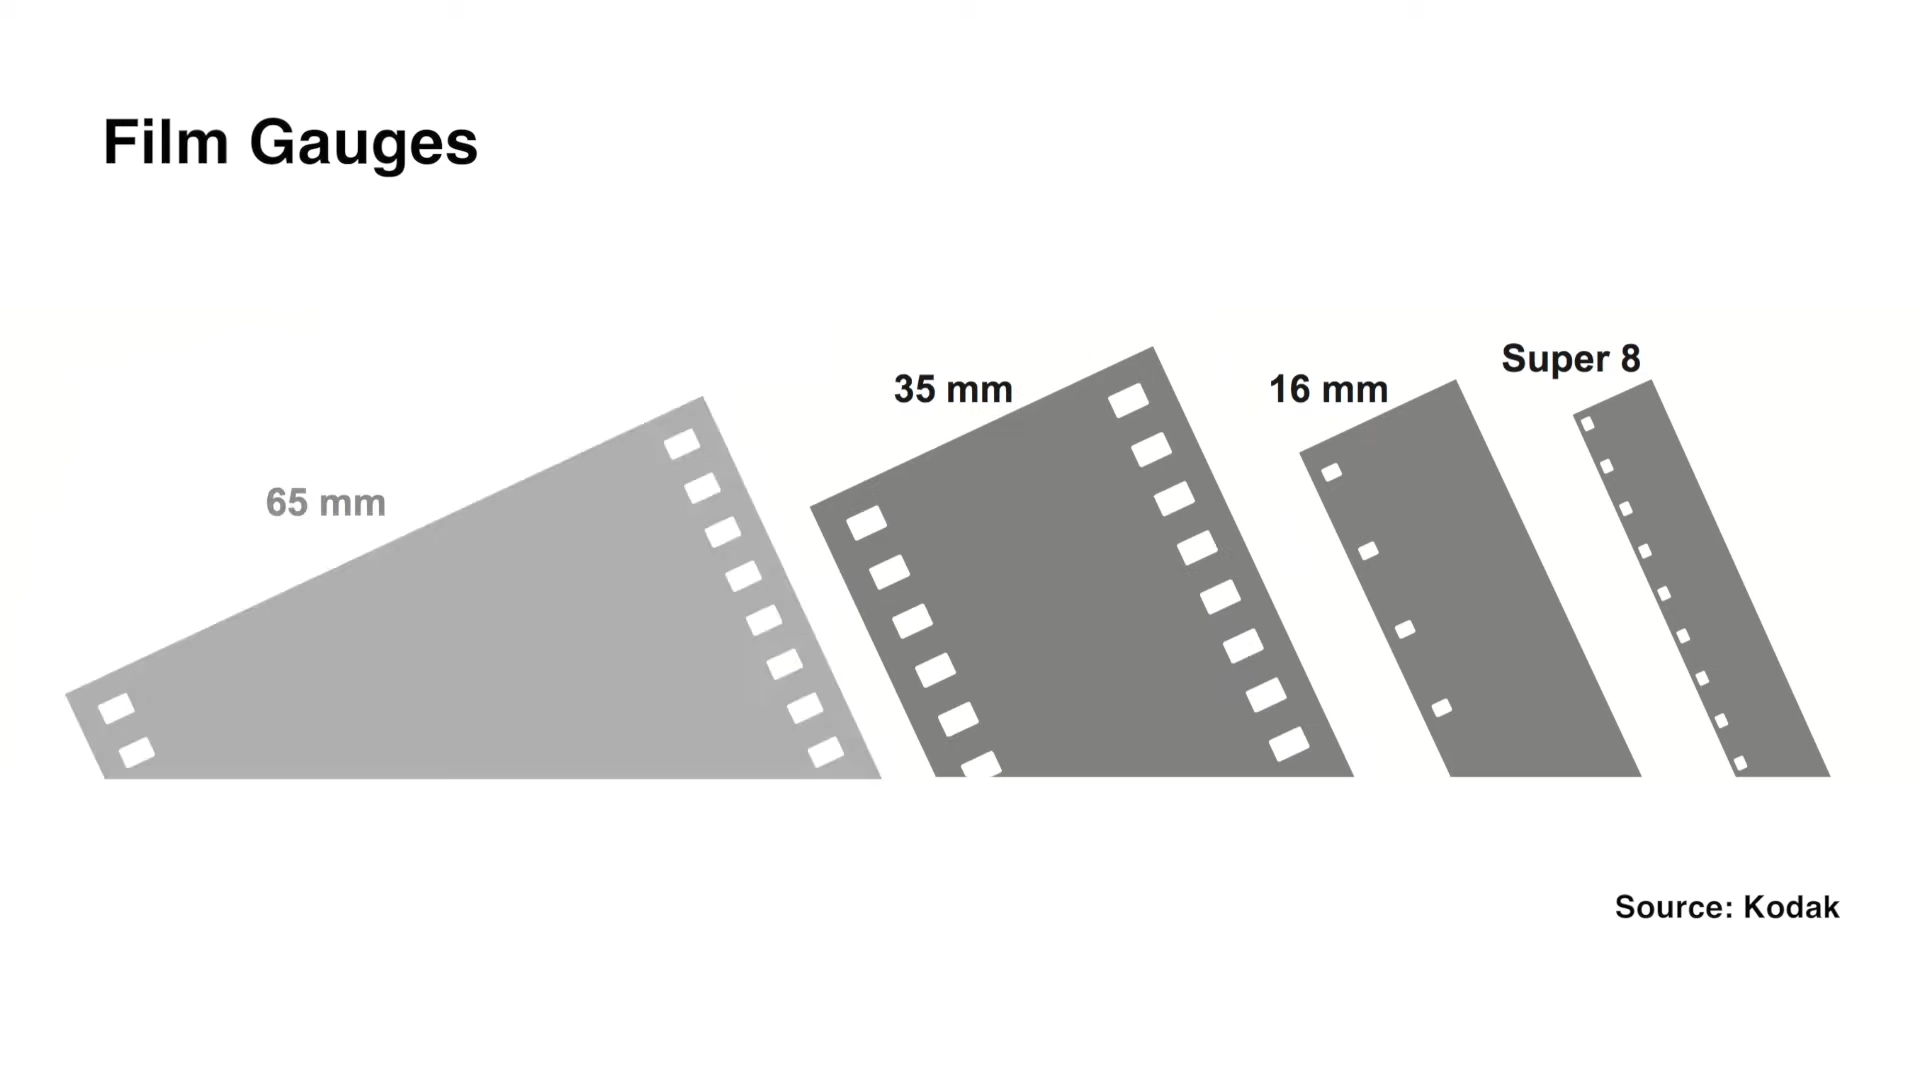 Film Gauges
65 mm
35 mm
16 mm
Super 8
Source: Kodak